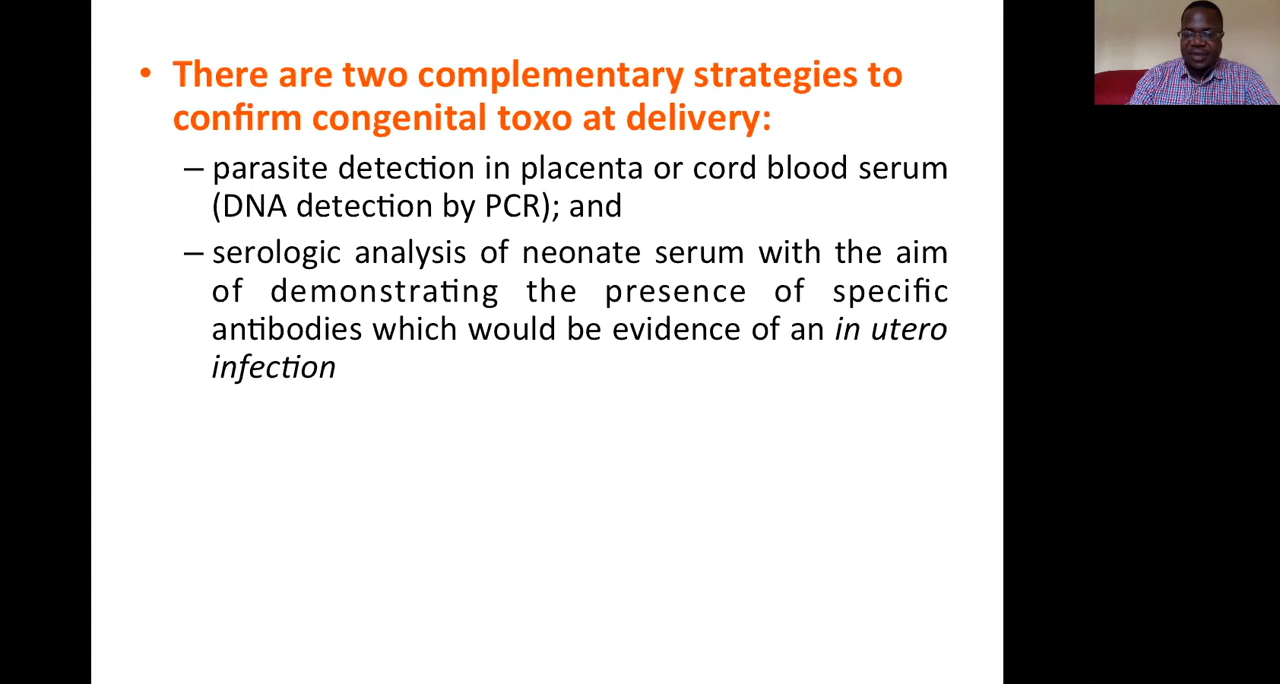 • There are two complementary strategies to
confirm congenital toxo at delivery:
– parasite detection in placenta or cord blood serum
(DNA detection by PCR); and
– serologic analysis of neonate serum with the aim
of demonstrating the presence of specific
antibodies which would be evidence of an in utero
infection